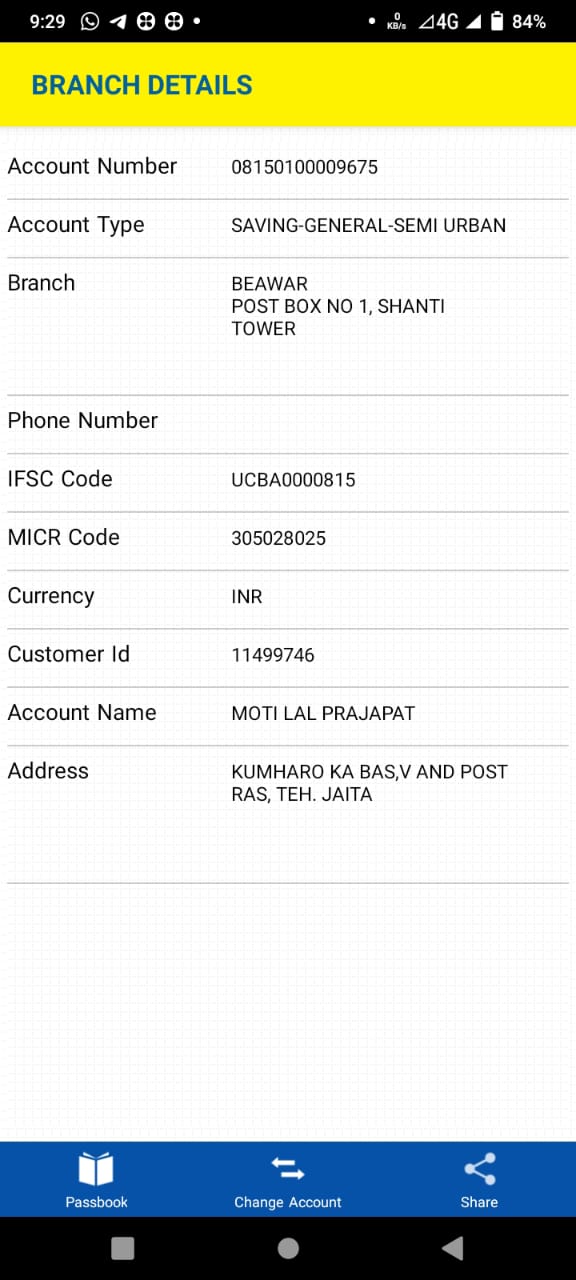 9:29
0
KB/s
4G
84%
BRANCH DETAILS
Account Number 08150100009675
Account Type SAVING-GENERAL-SEMI URBAN
Branch BEAWAR
POST BOX NO 1, SHANTI
TOWER
Phone Number
IFSC Code UCBA0000815
MICR Code 305028025
Currency INR
Customer Id 11499746
Account Name MOTI LAL PRAJAPAT
Address KUMHARO KA BAS,V AND POST
RAS, TEH. JAITA
Passbook Change Account Share